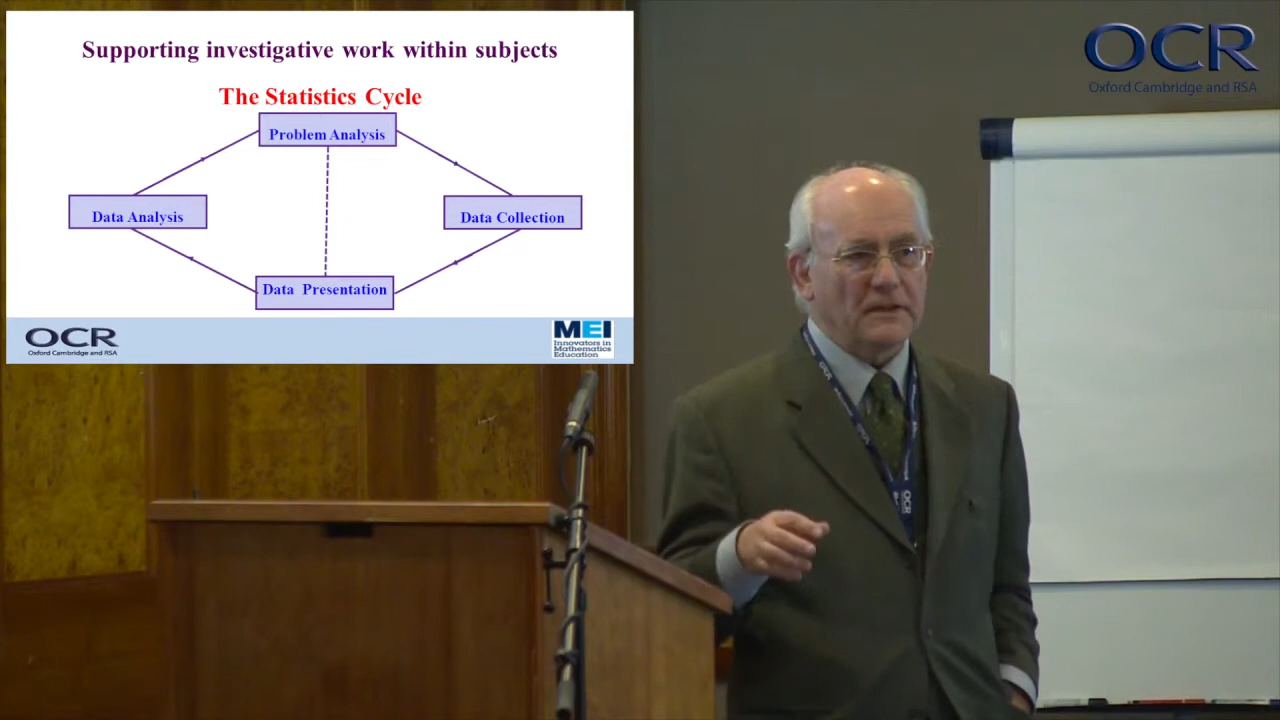 Supporting investigative work within subjects
The Statistics Cycle
Problem Analysis
Data Analysis
Data Collection
Data Presentation
OCR
Oxford Cambridge and RSA
MEI
Innovators in
Mathematics
Education
OCR
Oxford Cambridge and RSA
OCR